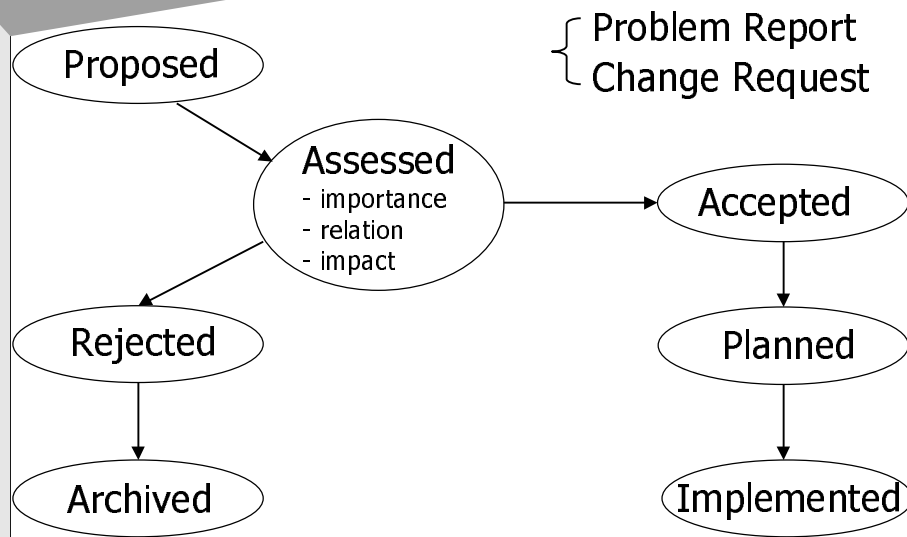 Problem Report
Change Request
Proposed
Assessed
- importance
- relation
- impact
Accepted
Rejected
Planned
Archived
Implemented